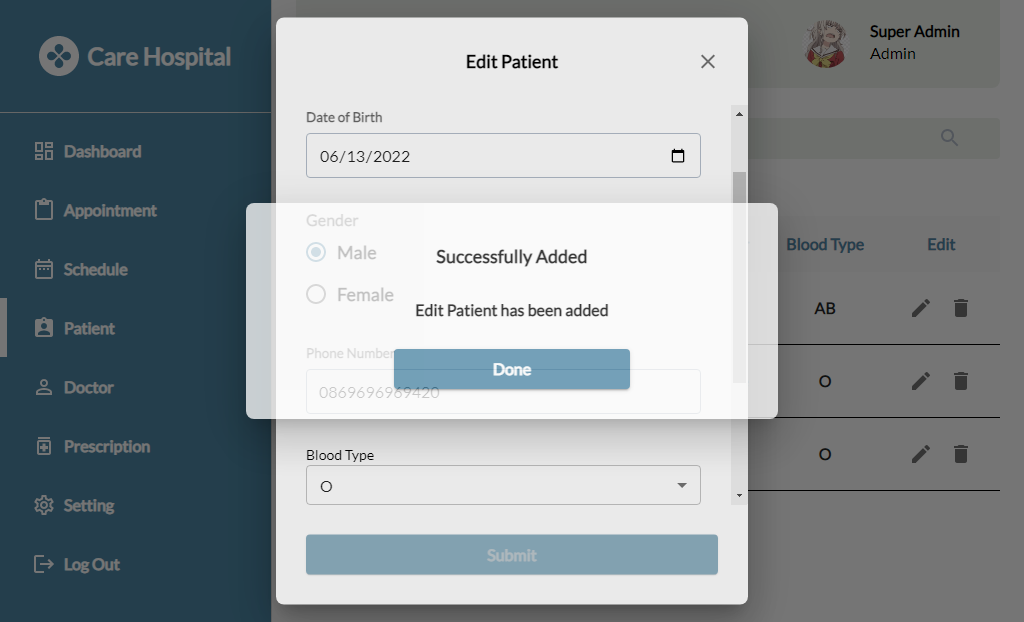 Care Hospital
Dashboard
Appointment
Schedule
Patient
Doctor
Prescription
Setting
Log Out
Edit Patient
Date of Birth
06/13/2022
Gender
Male
Female
Phone Number
0869696969420
Blood Type
O
Submit
Successfully Added
Edit Patient has been added
Done
Super Admin
Admin
Blood Type Edit
AB
O
O